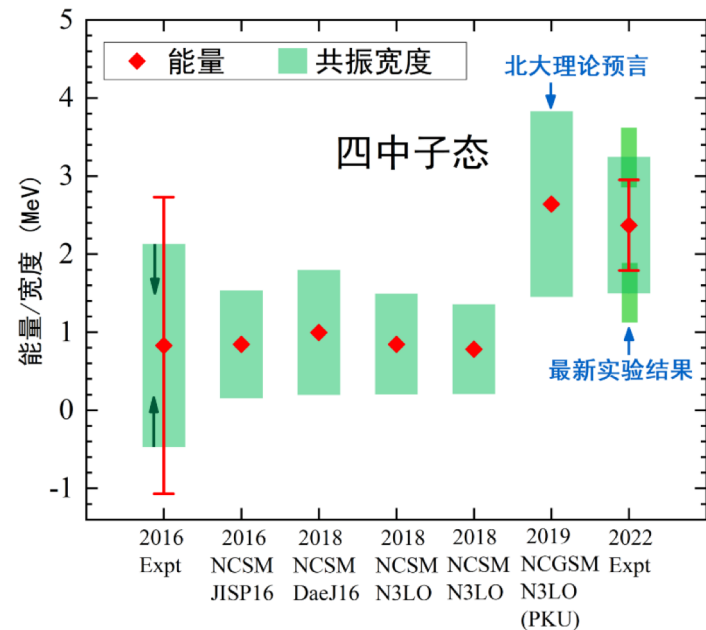 能量 共振宽度
北大理论预言
四中子态
最新实验结果
能量/宽度 (MeV)
5
4
3
2
1
0
-1
2016 2016 2018 2018 2018 2019 2022
Expt NCSM NCSM NCSM NCSM NCGSM Expt
JISP16 DaeJ16 N3LO N3LO N3LO
(PKU)